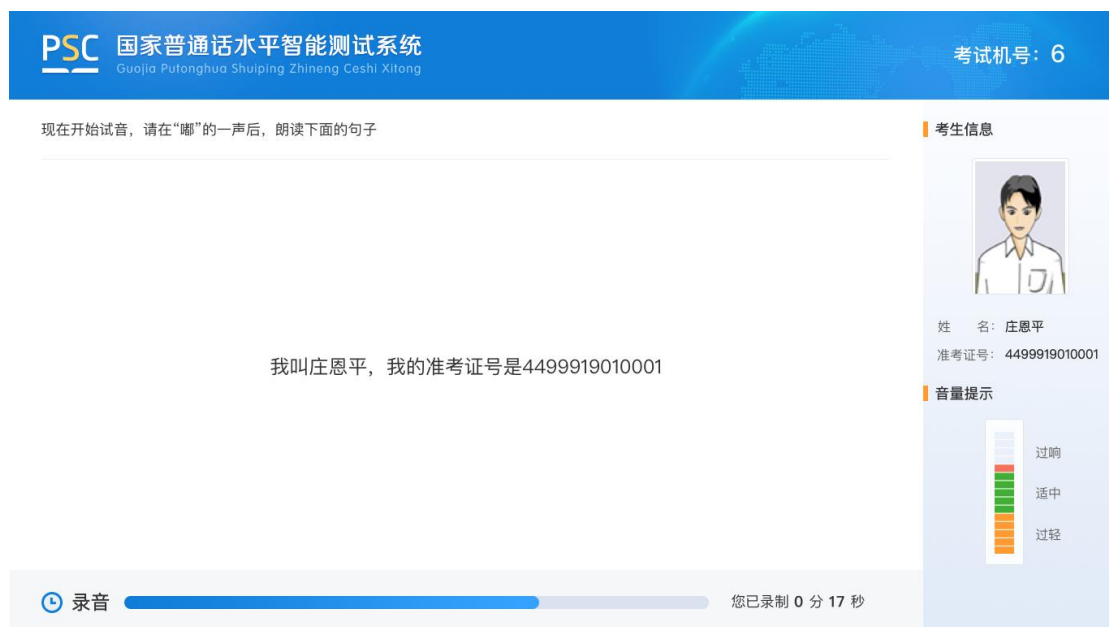 PSC 国家普通话水平智能测试系统
Guojia Putonghua Shuiping Zhineng Ceshi Xitong
考试机号：6
现在开始试音，请在“嘟”的一声后，朗读下面的句子
我叫庄恩平，我的准考证号是4499919010001
考生信息
姓 名：庄恩平
准考证号：4499919010001
音量提示
过响
适中
过轻
录音
您已录制 0 分 17 秒